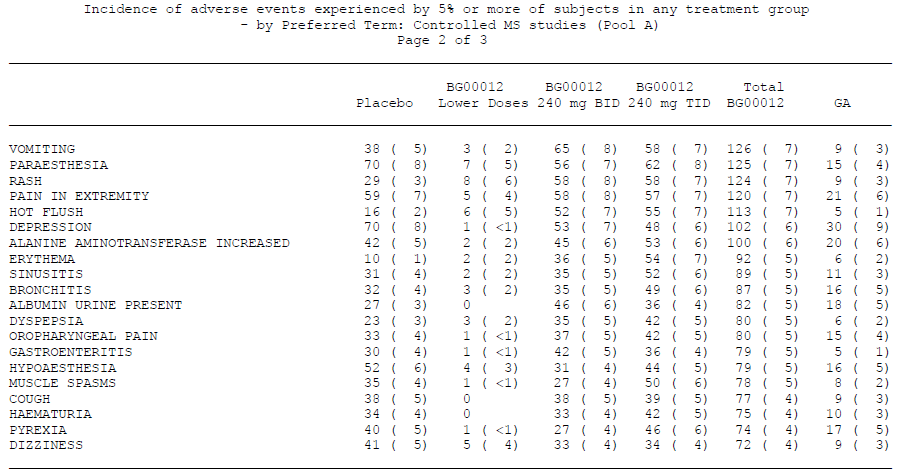 Incidence of adverse events experienced by 5% or more of subjects in any treatment group
- by Preferred Term: Controlled MS studies (Pool A)
Page 2 of 3
BG00012 BG00012 BG00012 Total
Placebo Lower Doses 240 mg BID 240 mg TID BG00012 GA
VOMITING 38 ( 5) 3 ( 2) 65 ( 8) 58 ( 7) 126 ( 7) 9 ( 3)
PARAESTHESIA 70 ( 8) 7 ( 5) 56 ( 7) 62 ( 8) 125 ( 7) 15 ( 4)
RASH 29 ( 3) 8 ( 6) 58 ( 8) 58 ( 7) 124 ( 7) 9 ( 3)
PAIN IN EXTREMITY 59 ( 7) 5 ( 4) 58 ( 8) 57 ( 7) 120 ( 7) 21 ( 6)
HOT FLUSH 16 ( 2) 6 ( 5) 52 ( 7) 55 ( 7) 113 ( 7) 5 ( 1)
DEPRESSION 70 ( 8) 1 ( <1) 53 ( 7) 48 ( 6) 102 ( 6) 30 ( 9)
ALANINE AMINOTRANSFERASE INCREASED 42 ( 5) 2 ( 2) 45 ( 6) 53 ( 6) 100 ( 6) 20 ( 6)
ERYTHEMA 10 ( 1) 2 ( 2) 36 ( 5) 54 ( 7) 92 ( 5) 6 ( 2)
SINUSITIS 31 ( 4) 2 ( 2) 35 ( 5) 52 ( 6) 89 ( 5) 11 ( 3)
BRONCHITIS 32 ( 4) 3 ( 2) 35 ( 5) 49 ( 6) 87 ( 5) 16 ( 5)
ALBUMIN URINE PRESENT 27 ( 3) 0 46 ( 6) 36 ( 4) 82 ( 5) 18 ( 5)
DYSPEPSIA 23 ( 3) 3 ( 2) 35 ( 5) 42 ( 5) 80 ( 5) 6 ( 2)
OROPHARYNGEAL PAIN 33 ( 4) 1 ( <1) 37 ( 5) 42 ( 5) 80 ( 5) 15 ( 4)
GASTROENTERITIS 30 ( 4) 1 ( <1) 42 ( 5) 36 ( 4) 79 ( 5) 5 ( 1)
HYPOAESTHESIA 52 ( 6) 4 ( 3) 31 ( 4) 44 ( 5) 79 ( 5) 16 ( 5)
MUSCLE SPASMS 35 ( 4) 1 ( <1) 27 ( 4) 50 ( 6) 78 ( 5) 8 ( 2)
COUGH 38 ( 5) 0 38 ( 5) 39 ( 5) 77 ( 4) 9 ( 3)
HAEMATURIA 34 ( 4) 0 33 ( 4) 42 ( 5) 75 ( 4) 10 ( 3)
PYREXIA 40 ( 5) 1 ( <1) 27 ( 4) 46 ( 6) 74 ( 4) 17 ( 5)
DIZZINESS 41 ( 5) 5 ( 4) 33 ( 4) 34 ( 4) 72 ( 4) 9 ( 3)